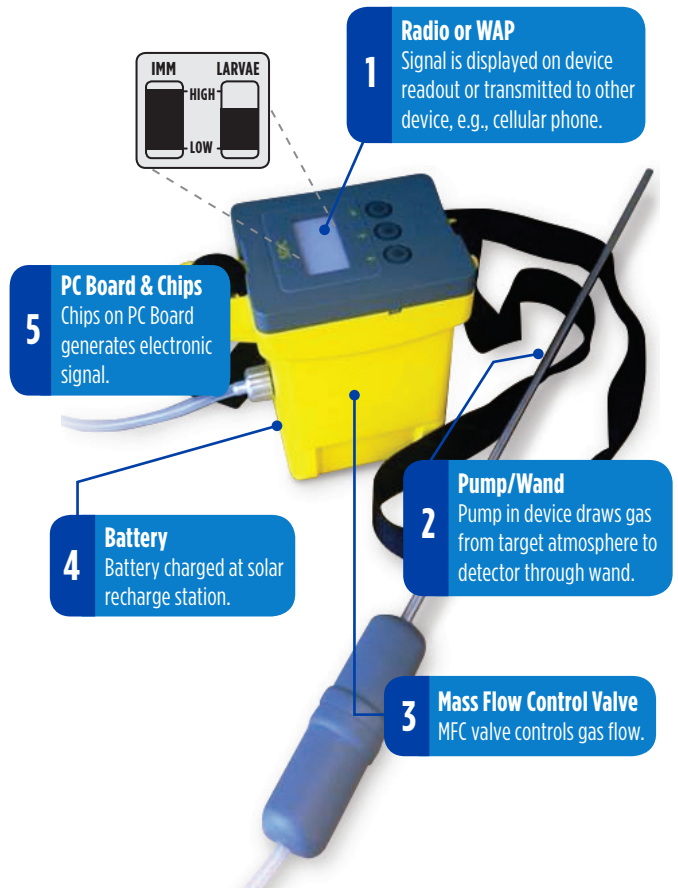 IMM LARVAE
HIGH
LOW
1
Radio or WAP
Signal is displayed on device
readout or transmitted to other
device, e.g., cellular phone.
5
PC Board & Chips
Chips on PC Board
generates electronic
signal.
2
Pump/Wand
Pump in device draws gas
from target atmosphere to
detector through wand.
4
Battery
Battery charged at solar
recharge station.
3
Mass Flow Control Valve
MFC valve controls gas flow.